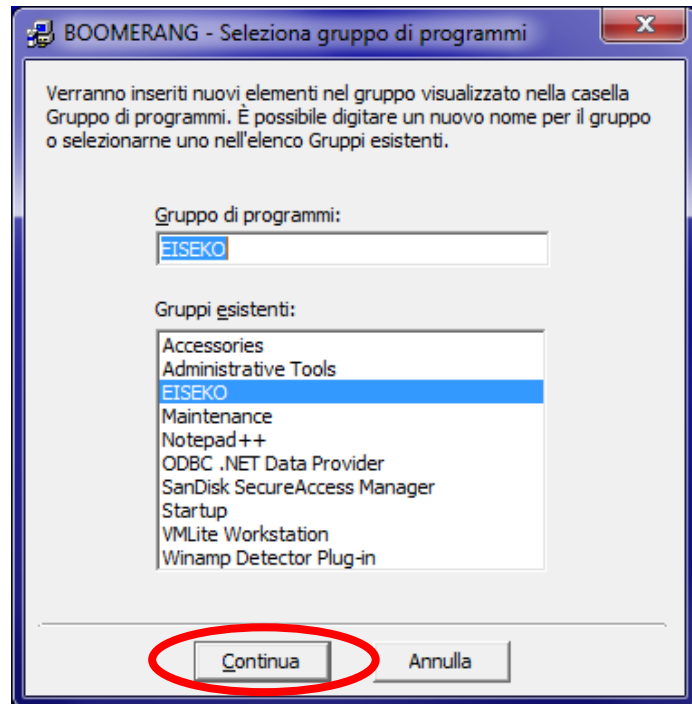 BOOMERANG - Seleziona gruppo di programmi
Verranno inseriti nuovi elementi nel gruppo visualizzato nella casella
Gruppo di programmi. È possibile digitare un nuovo nome per il gruppo
o selezionarne uno nell'elenco Gruppi esistenti.
Gruppo di programmi:
EISEKO
Gruppi esistenti:
Accessories
Administrative Tools
EISEKO
Maintenance
Notepad++
ODBC .NET Data Provider
SanDisk SecureAccess Manager
Startup
VMLite Workstation
Winamp Detector Plug-in
Continua
Annulla